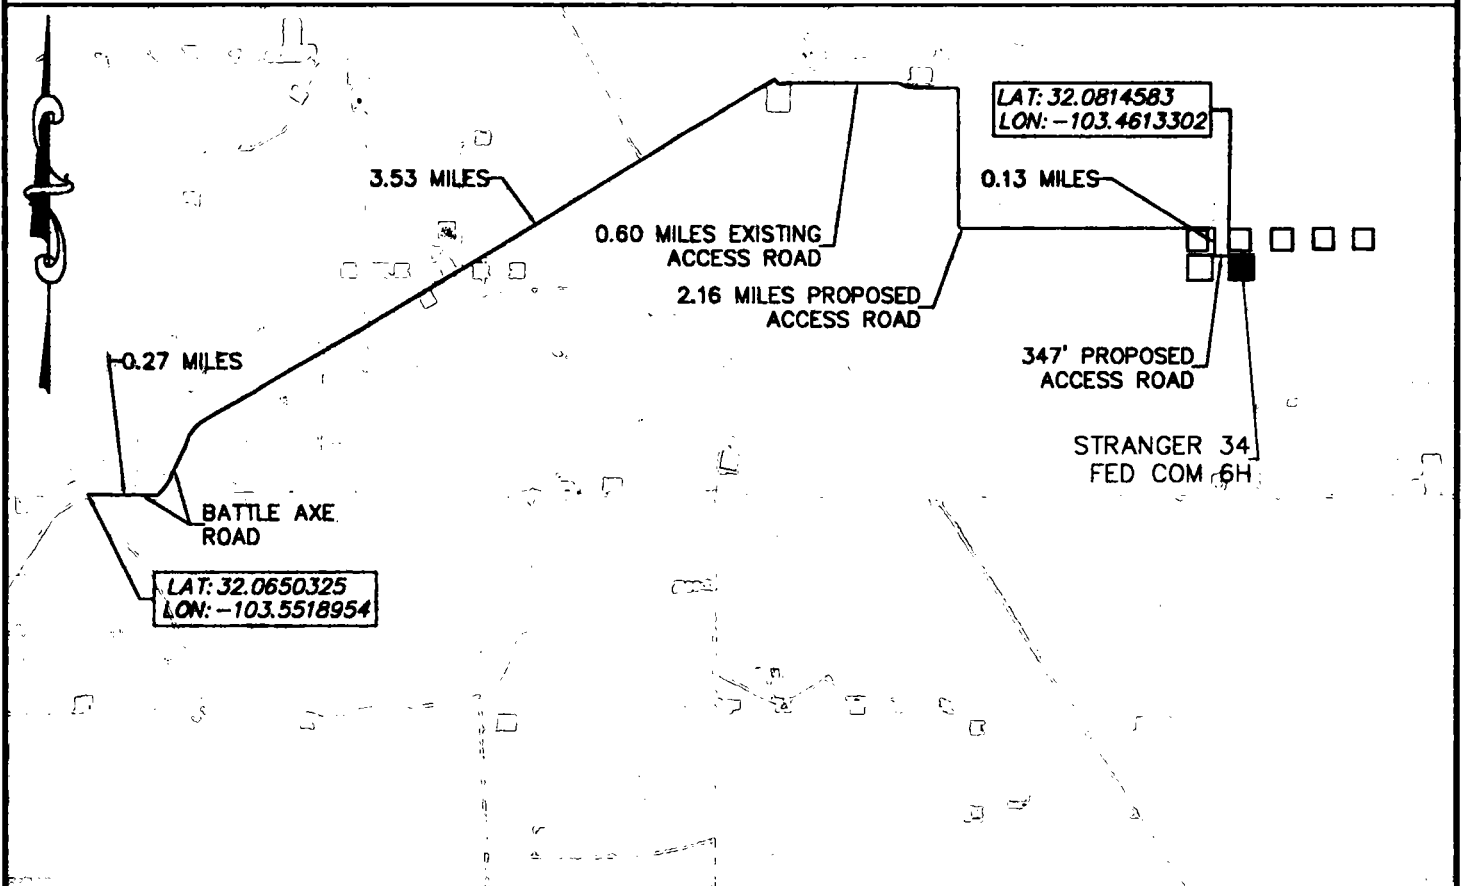 LAT: 32.0814583
LON: -103.4613302
3.53 MILES
0.13 MILES
0.60 MILES EXISTING
ACCESS ROAD
2.16 MILES PROPOSED
ACCESS ROAD
0.27 MILES
347' PROPOSED
ACCESS ROAD
STRANGER 34
FED COM 6H
BATTLE AXE
ROAD
LAT: 32.0650325
LON: -103.5518954